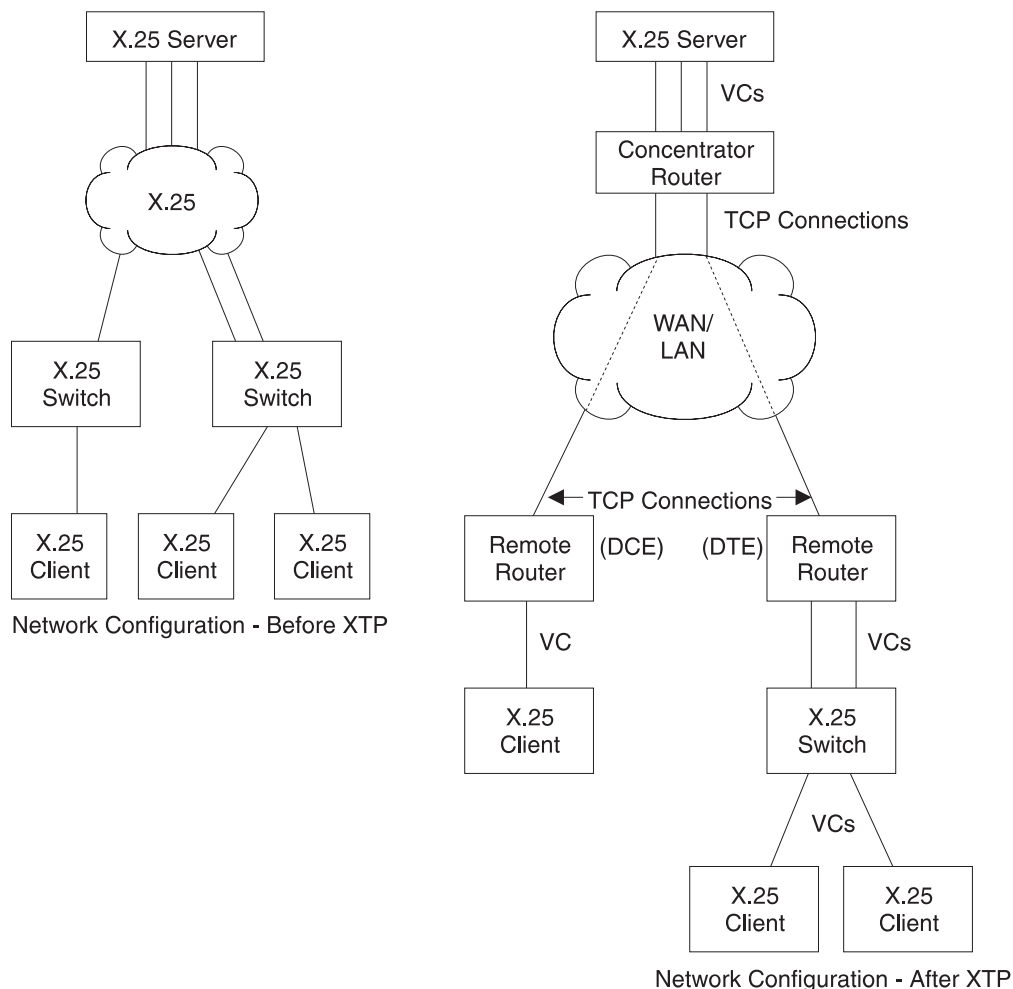 X.25 Server
X.25
X.25
Switch
X.25
Switch
X.25
Client
X.25
Client
X.25
Client
Network Configuration - Before XTP
X.25 Server
VCs
Concentrator
Router
TCP Connections
WAN/
LAN
TCP Connections
Remote
Router
(DCE)
(DTE)
Remote
Router
VC
VCs
X.25
Client
X.25
Switch
VCs
X.25
Client
X.25
Client
Network Configuration - After XTP